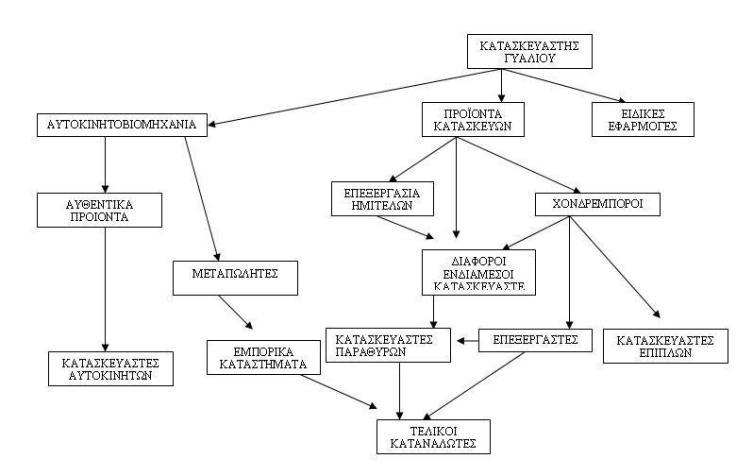 ΚΑΤΑΣΚΕΥΑΣΤΗΣ
ΓΥΑΛΙΟΥ
ΑΥΤΟΚΙΝΗΤΟΒΙΟΜΗΧΑΝΙΑ
ΠΡΟΪΟΝΤΑ
ΚΑΤΑΣΚΕΥΩΝ
ΕΙΔΙΚΕΣ
ΕΦΑΡΜΟΓΕΣ
ΑΥΘΕΝΤΙΚΑ
ΠΡΟΙΟΝΤΑ
ΕΠΕΞΕΡΓΑΣΙΑ
ΗΜΙΤΕΛΩΝ
ΧΟΝΔΡΕΜΠΟΡΟΙ
ΜΕΤΑΠΩΛΗΤΕΣ
ΔΙΑΦΟΡΟΙ
ΕΝΔΙΑΜΕΣΟΙ
ΚΑΤΑΣΚΕΥΑΣΤΕ
ΚΑΤΑΣΚΕΥΑΣΤΕΣ
ΑΥΤΟΚΙΝΗΤΩΝ
ΕΜΠΟΡΙΚΑ
ΚΑΤΑΣΤΗΜΑΤΑ
ΚΑΤΑΣΚΕΥΑΣΤΕΣ
ΠΑΡΑΘΥΡΩΝ
ΕΠΕΞΕΡΓΑΣΤΕΣ
ΚΑΤΑΣΚΕΥΑΣΤΕΣ
ΕΠΙΠΛΩΝ
ΤΕΛΙΚΟΙ
ΚΑΤΑΝΑΛΩΤΕΣ